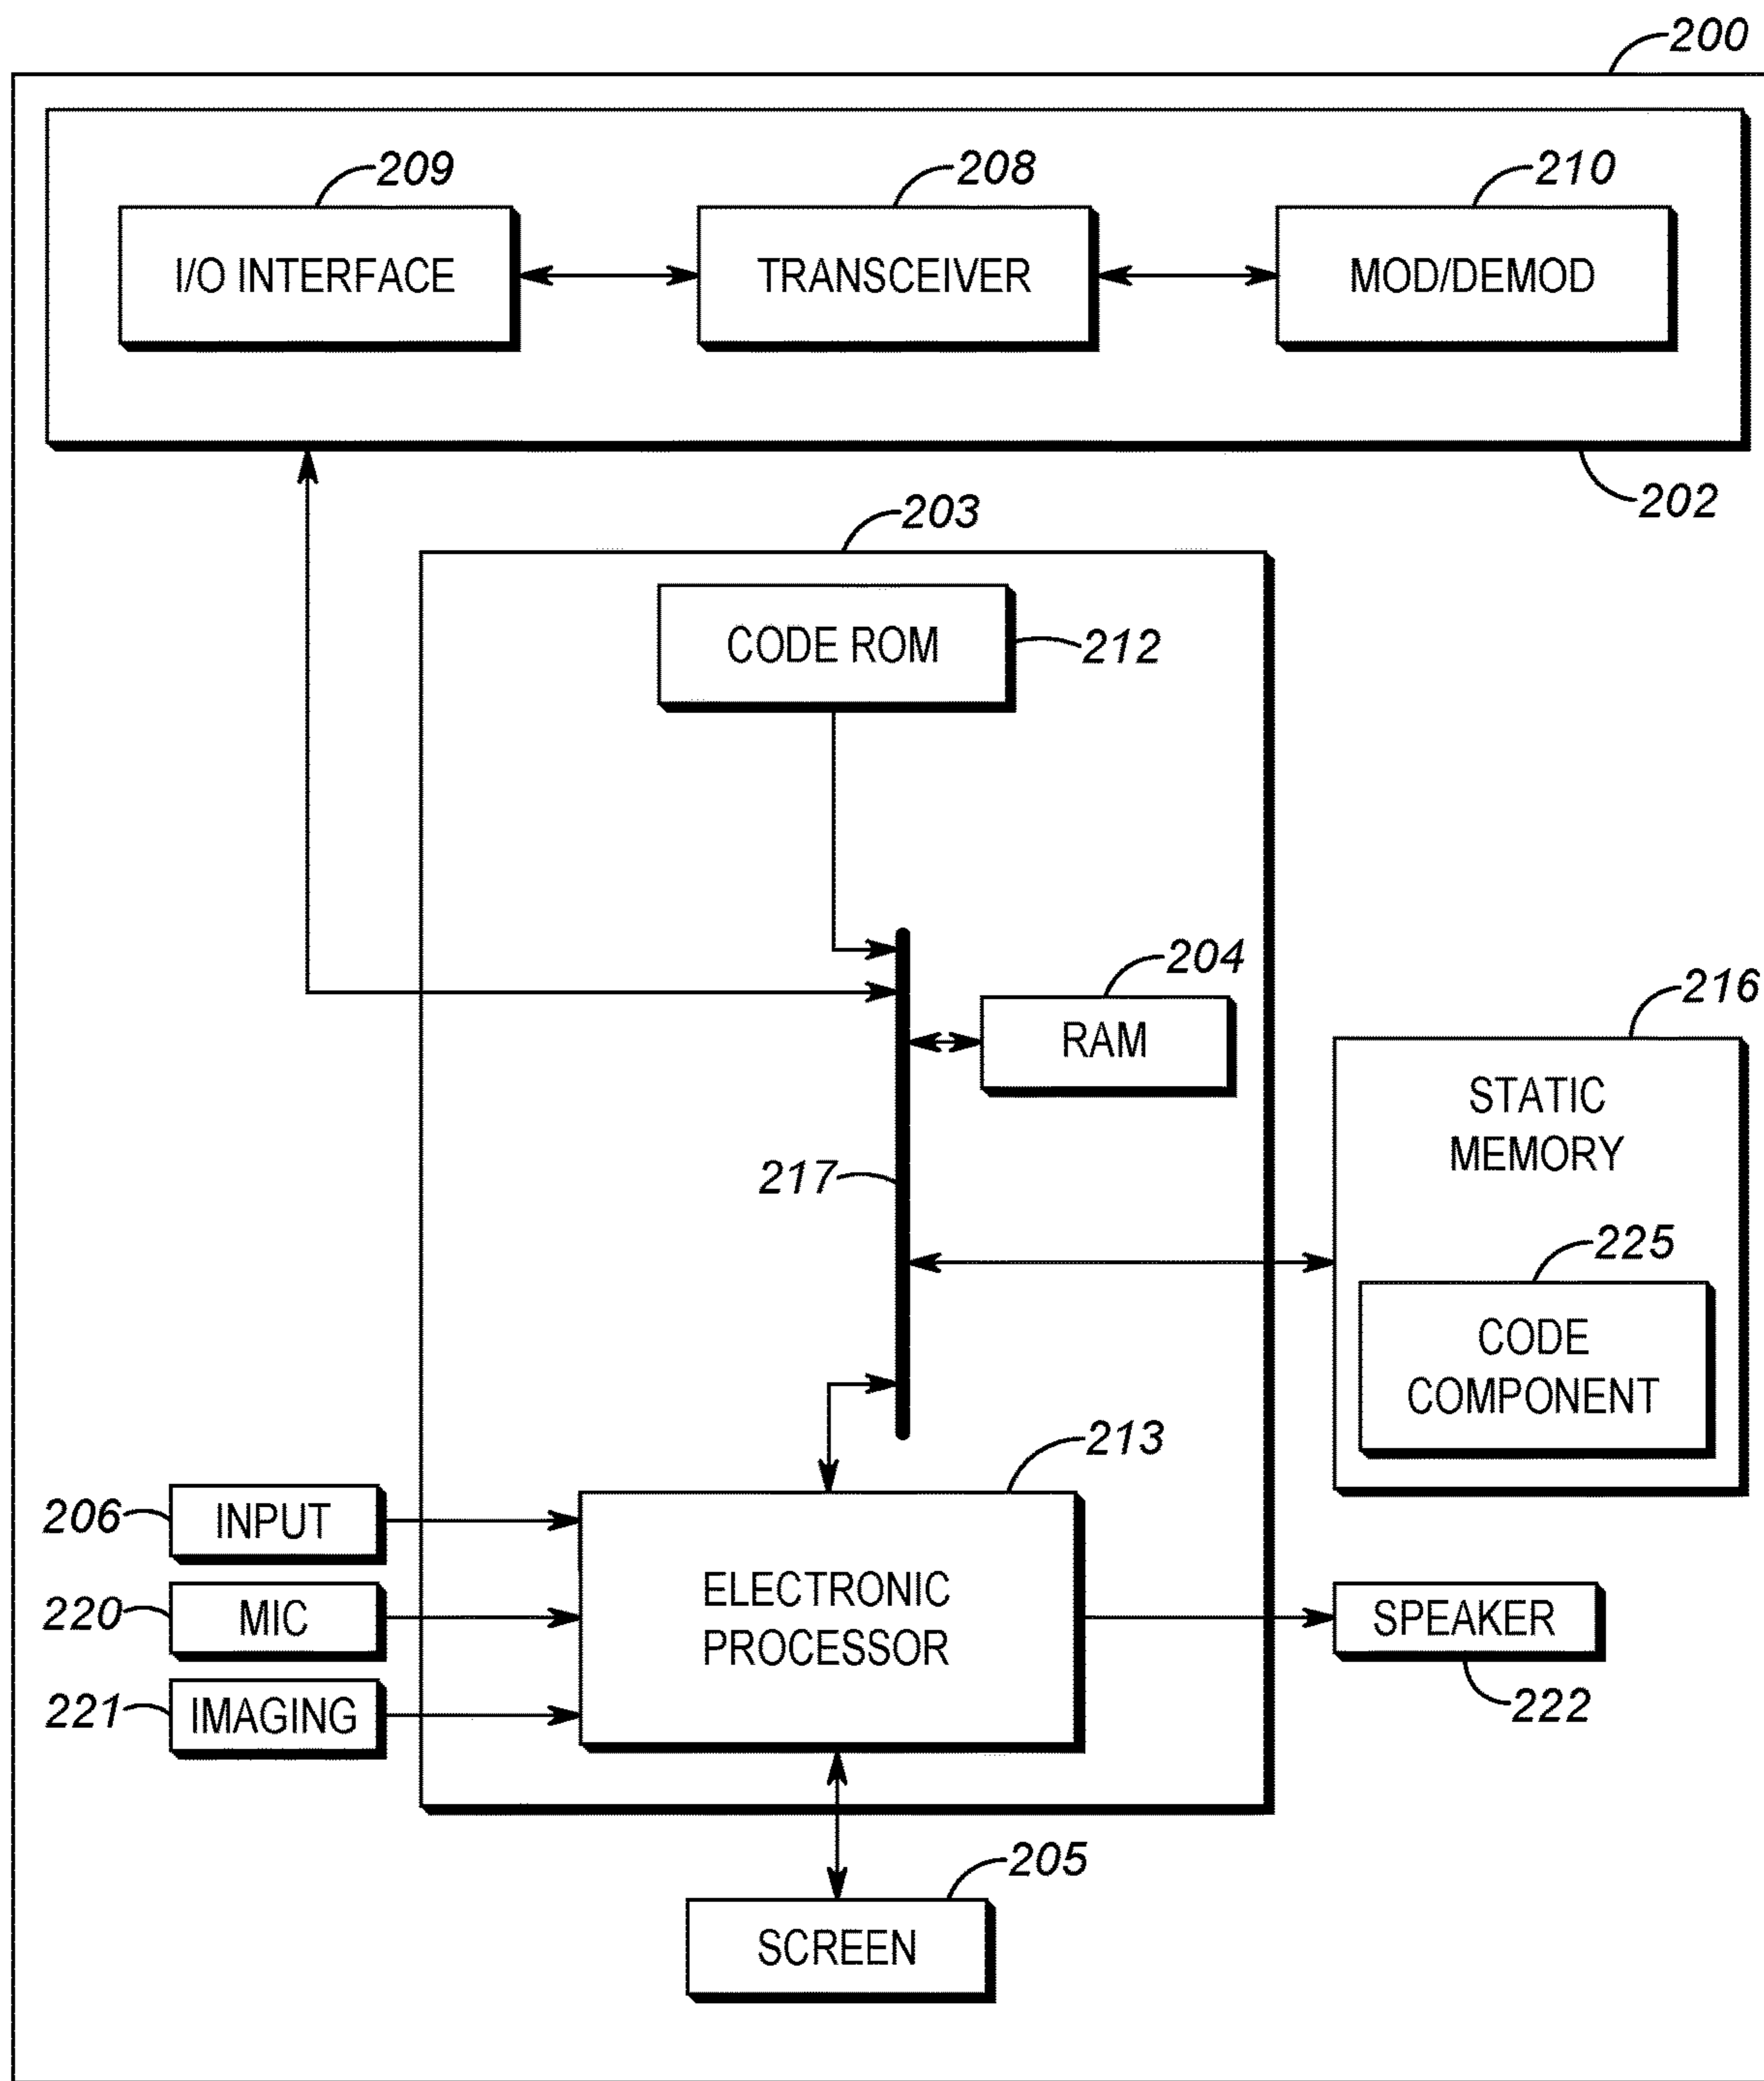 200
209
208
210
I/O INTERFACE
TRANSCEIVER
MOD/DEMOD
202
203
CODE ROM
212
204
RAM
216
STATIC
MEMORY
217
225
CODE
COMPONENT
213
206
INPUT
220
MIC
221
IMAGING
ELECTRONIC
PROCESSOR
SPEAKER
222
205
SCREEN